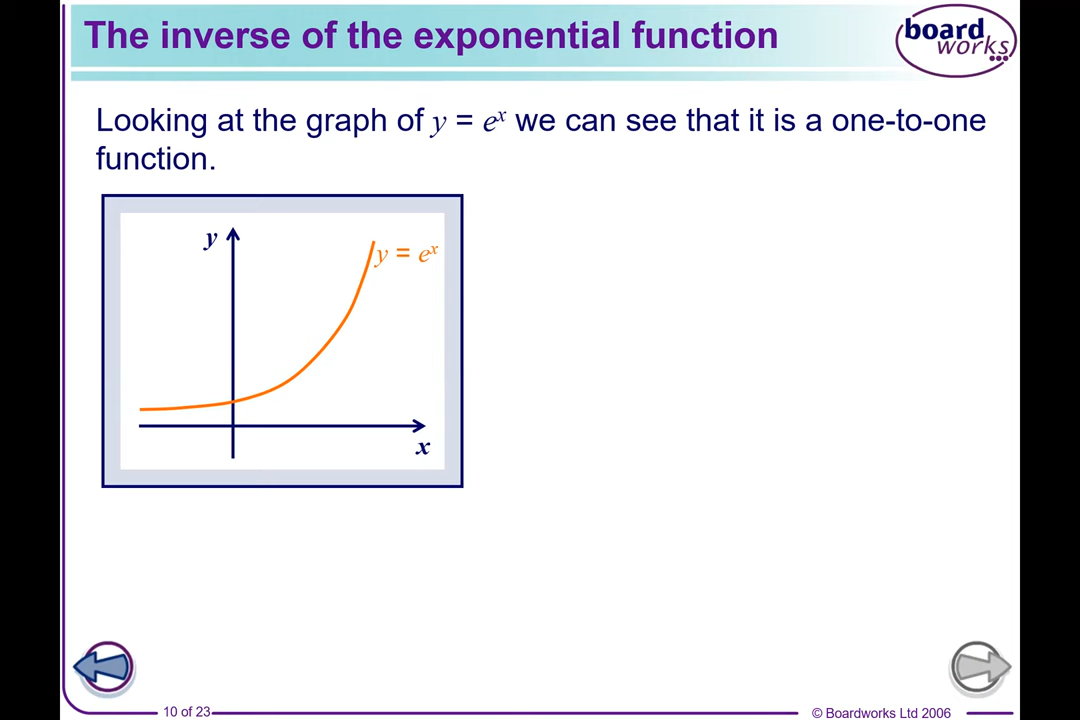 The inverse of the exponential function
board
works
Looking at the graph of y = eˣ we can see that it is a one-to-one
function.
y
y = eˣ
x
10 of 23
© Boardworks Ltd 2006